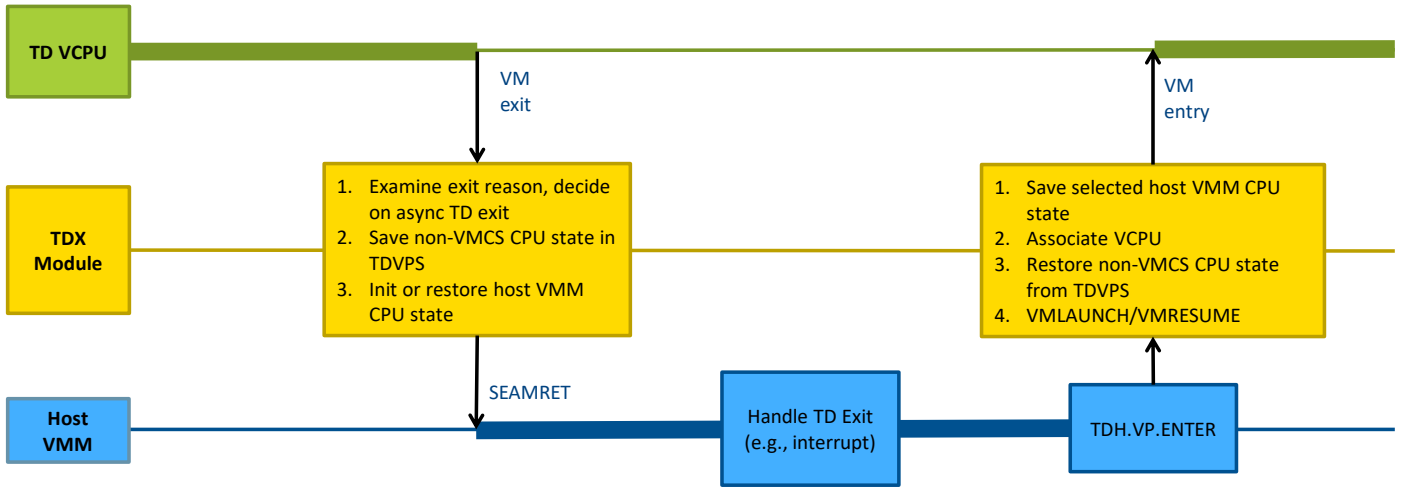 TD VCPU
VM
exit
VM
entry
TDX
Module
1. Examine exit reason, decide
on async TD exit
2. Save non-VMCS CPU state in
TDVPS
3. Init or restore host VMM
CPU state
1. Save selected host VMM CPU
state
2. Associate VCPU
3. Restore non-VMCS CPU state
from TDVPS
4. VMLAUNCH/VMRESUME
SEAMRET
Host
VMM
Handle TD Exit
(e.g., interrupt)
TDH.VP.ENTER